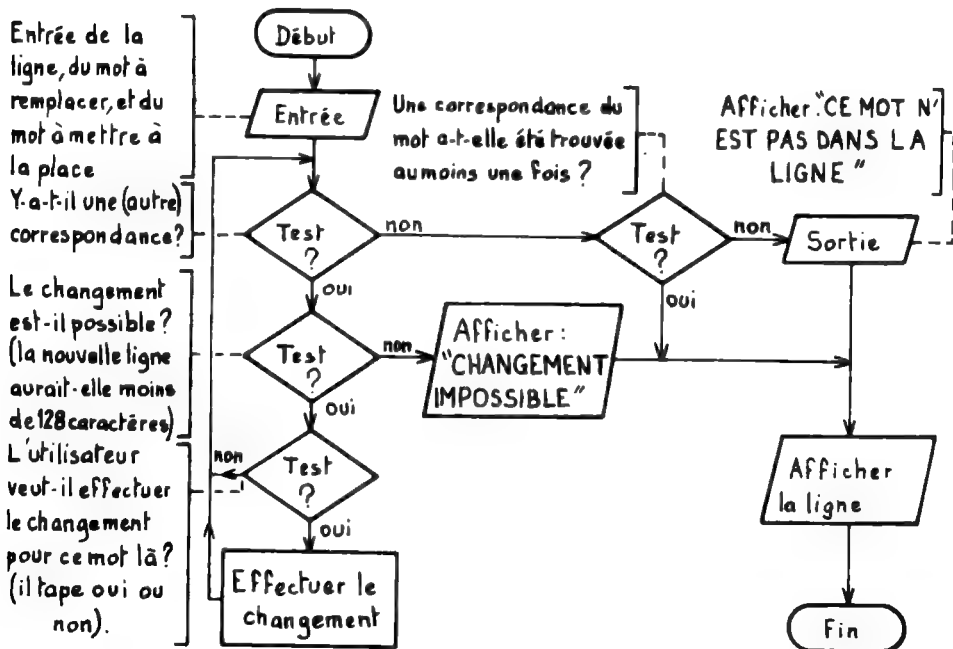 Début
Entrée de la
ligne, du mot à
remplacer, et du
mot à mettre à
la place
Entrée
Une correspondance du
mot a-t-elle été trouvée
au moins une fois ?
Afficher "CE MOT N'
EST PAS DANS LA
LIGNE"
Y-a-t-il une (autre)
correspondance?
Test
?
non
Test
?
non
Sortie
oui
oui
Le changement
est-il possible?
(la nouvelle ligne
aurait-elle moins
de 128 caractères)
Test
?
non
Afficher :
"CHANGEMENT
IMPOSSIBLE"
oui
L'utilisateur
veut-il effectuer
le changement
pour ce mot là?
(il tape oui ou
non).
non
Test
?
oui
Effectuer le
changement
Afficher
la ligne
Fin